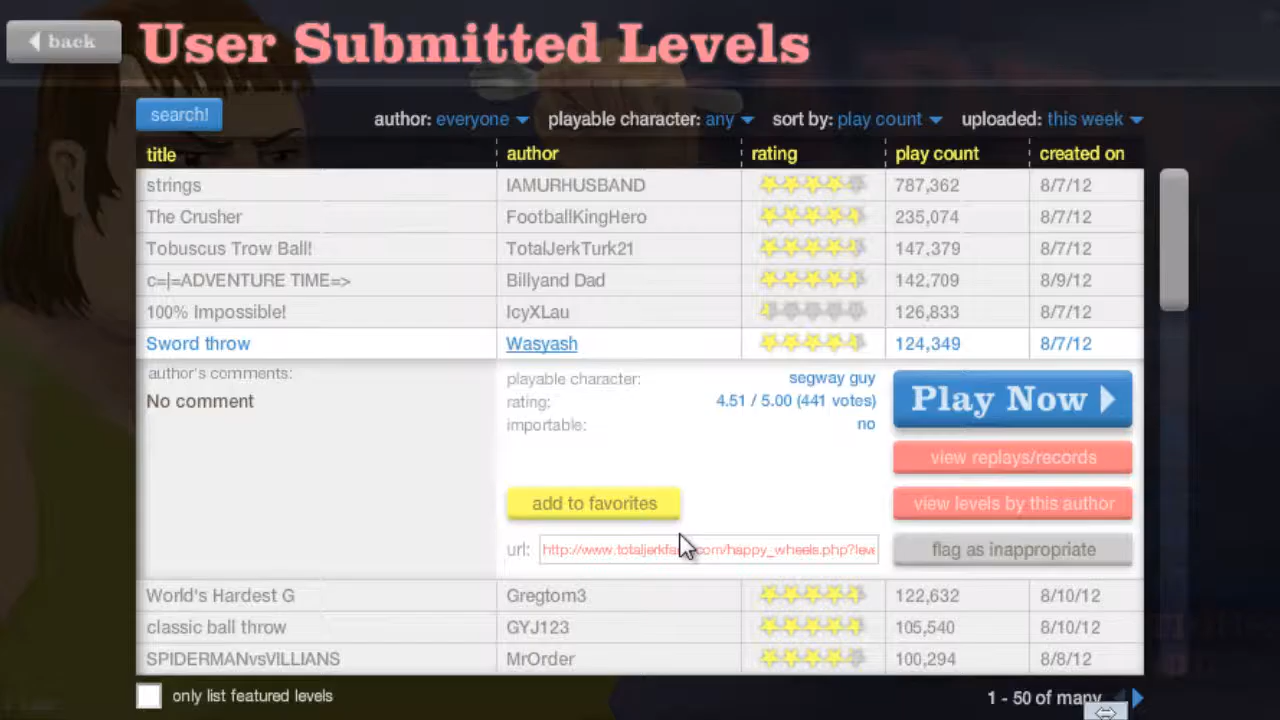 back
User Submitted Levels
search!
author: everyone playable character: any sort by: play count uploaded: this week
title author rating play count created on
strings IAMURHUSBAND 787,362 8/7/12
The Crusher FootballKingHero 235,074 8/7/12
Tobuscus Trow Ball! TotalJerkTurk21 147,379 8/7/12
c=|=ADVENTURE TIME=> Billyand Dad 142,709 8/9/12
100% Impossible! IcyXLau 126,833 8/7/12
Sword throw Wasyash 124,349 8/7/12
author's comments:
No comment
playable character: segway guy
rating: 4.51 / 5.00 (441 votes)
importable: no
Play Now
view replays/records
add to favorites
view levels by this author
url:
flag as inappropriate
World's Hardest G Gregtom3 122,632 8/10/12
classic ball throw GYJ123 105,540 8/10/12
SPIDERMANvsVILLIANS MrOrder 100,294 8/8/12
only list featured levels
1 - 50 of many